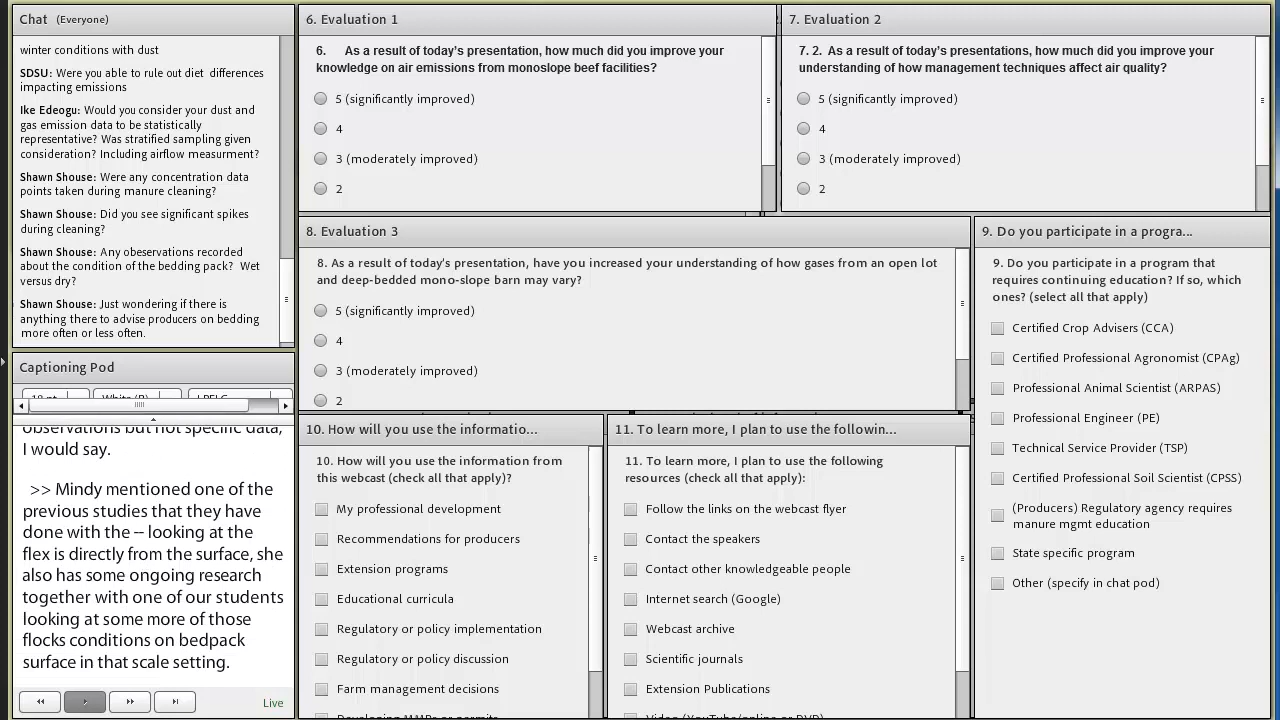 Chat (Everyone)
winter conditions with dust
SDSU: Were you able to rule out diet differences
impacting emissions
Ike Edeogu: Would you consider your dust and
gas emission data to be statistically
representative? Was stratified sampling given
consideration? Including airflow measurment?
Shawn Shouse: Were any concentration data
points taken during manure cleaning?
Shawn Shouse: Did you see significant spikes
during cleaning?
Shawn Shouse: Any obeservations recorded
about the condition of the bedding pack? Wet
versus dry?
Shawn Shouse: Just wondering if there is
anything there to advise producers on bedding
more often or less often.
Captioning Pod
observations but not specific data,
I would say.
>> Mindy mentioned one of the
previous studies that they have
done with the -- looking at the
flex is directly from the surface, she
also has some ongoing research
together with one of our students
looking at some more of those
flocks conditions on bedpack
surface in that scale setting.
Live
6. Evaluation 1
6. As a result of today's presentation, how much did you improve your
knowledge on air emissions from monoslope beef facilities?
5 (significantly improved)
4
3 (moderately improved)
2
7. Evaluation 2
7. 2. As a result of today's presentations, how much did you improve your
understanding of how management techniques affect air quality?
5 (significantly improved)
4
3 (moderately improved)
2
8. Evaluation 3
8. As a result of today's presentation, have you increased your understanding of how gases from an open lot
and deep-bedded mono-slope barn may vary?
5 (significantly improved)
4
3 (moderately improved)
2
9. Do you participate in a progra...
9. Do you participate in a program that
requires continuing education? If so, which
ones? (select all that apply)
Certified Crop Advisers (CCA)
Certified Professional Agronomist (CPAg)
Professional Animal Scientist (ARPAS)
Professional Engineer (PE)
Technical Service Provider (TSP)
Certified Professional Soil Scientist (CPSS)
(Producers) Regulatory agency requires
manure mgmt education
State specific program
Other (specify in chat pod)
10. How will you use the informatio...
10. How will you use the information from
this webcast (check all that apply)?
My professional development
Recommendations for producers
Extension programs
Educational curricula
Regulatory or policy implementation
Regulatory or policy discussion
Farm management decisions
Developing MMPs or permits
11. To learn more, I plan to use the followin...
11. To learn more, I plan to use the following
resources (check all that apply):
Follow the links on the webcast flyer
Contact the speakers
Contact other knowledgeable people
Internet search (Google)
Webcast archive
Scientific journals
Extension Publications
Video (YouTube/online or DVD)